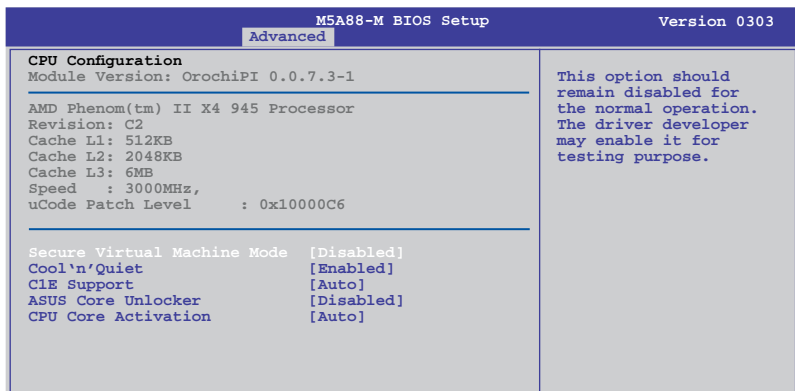 M5A88-M BIOS Setup Version 0303
Advanced
CPU Configuration
Module Version: OrochiPI 0.0.7.3-1
AMD Phenom(tm) II X4 945 Processor
Revision: C2
Cache L1: 512KB
Cache L2: 2048KB
Cache L3: 6MB
Speed : 3000MHz,
uCode Patch Level : 0x10000C6
Secure Virtual Machine Mode [Disabled]
Cool‘n’Quiet [Enabled]
C1E Support [Auto]
ASUS Core Unlocker [Disabled]
CPU Core Activation [Auto]
This option should
remain disabled for
the normal operation.
The driver developer
may enable it for
testing purpose.